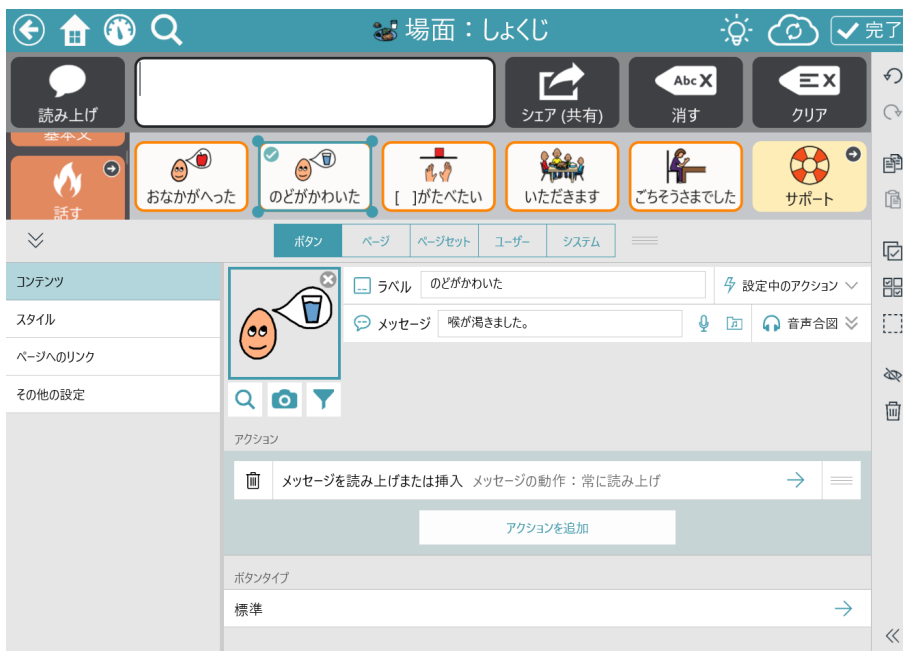 場面：しょくじ
完了
読み上げ
Abc X
シェア (共有)
消す
クリア
基本文
話す
おなかがへった
のどがかわいた
[ ]がたべたい
いただきます
ごちそうさまでした
サポート
ボタン
ページ
ページセット
ユーザー
システム
コンテンツ
スタイル
ページへのリンク
その他の設定
ラベル のどがかわいた
設定中のアクション
メッセージ 喉が渇きました。
音声合図
アクション
メッセージを読み上げまたは挿入 メッセージの動作：常に読み上げ
アクションを追加
ボタンタイプ
標準